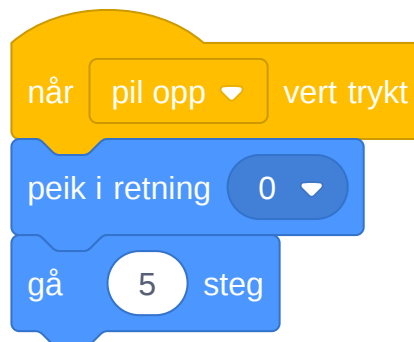 når pil opp vert trykt
peik i retning 0
gå 5 steg